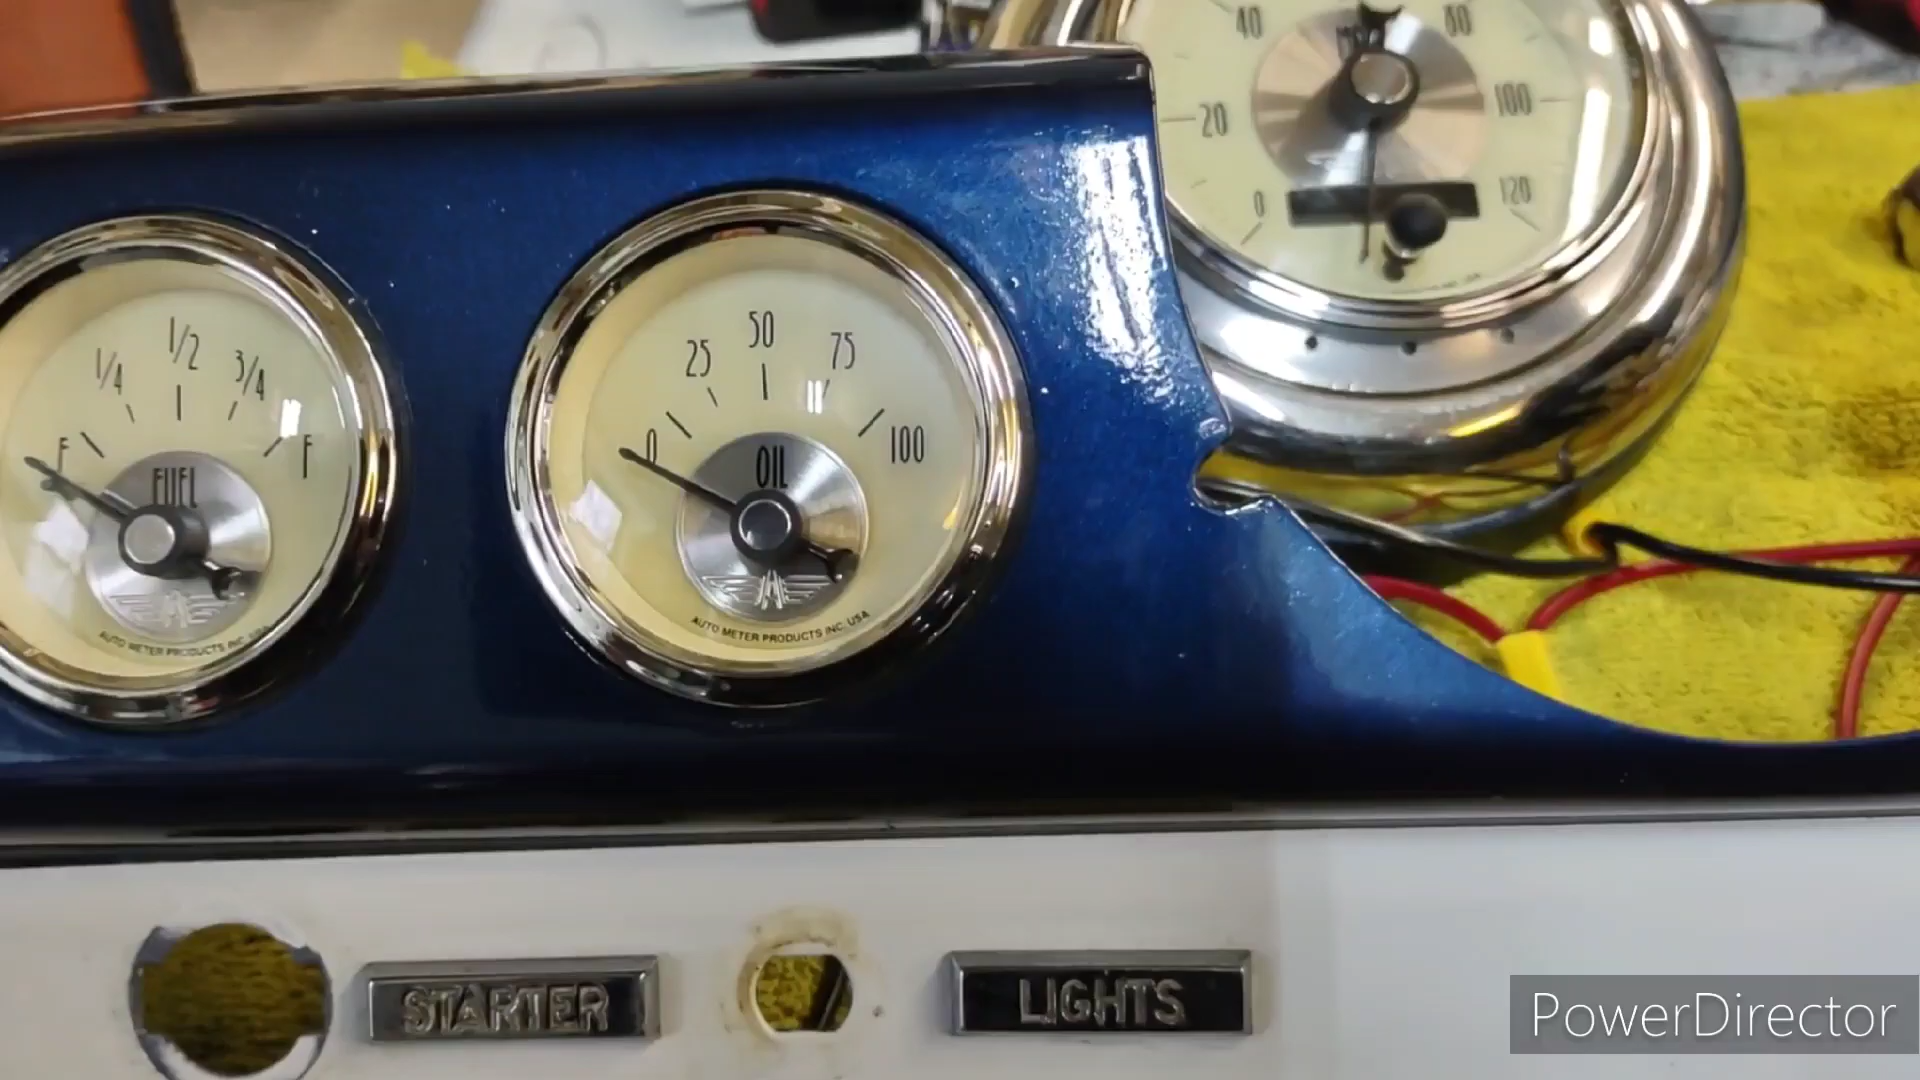 40
80
MPH
20
100
0
120
1/4
1/2
3/4
E
F
FUEL
AUTO METER PRODUCTS INC. USA
0
25
50
75
100
OIL
AUTO METER PRODUCTS INC. USA
STARTER
LIGHTS
PowerDirector